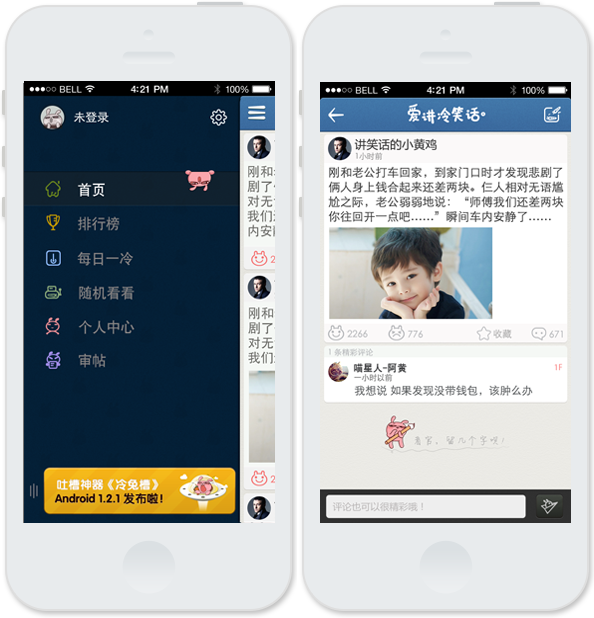 BELL 4:21 PM 100%
未登录
首页
排行榜
每日一冷
随机看看
个人中心
审帖
吐槽神器《冷兔槽》
Android 1.2.1 发布啦!
刚和
剧了
对无
我们
内安
2
刚和
剧了
对无
我们
2
BELL 4:21 PM 100%
爱讲冷笑话
讲笑话的小黄鸡
1小时前
刚和老公打车回家，到家门口时才发现悲剧了
俩人身上钱合起来还差两块。仨人相对无语尴
尬之际，老公弱弱地说：“师傅我们还差两块
你往回开一点吧……”瞬间车内安静了……
2266 776 收藏 671
1 条精彩评论
喵星人-阿黄 1F
一小时以前
我想说 如果发现没带钱包，该肿么办
看官，留几个字呗!
评论也可以很精彩哦！